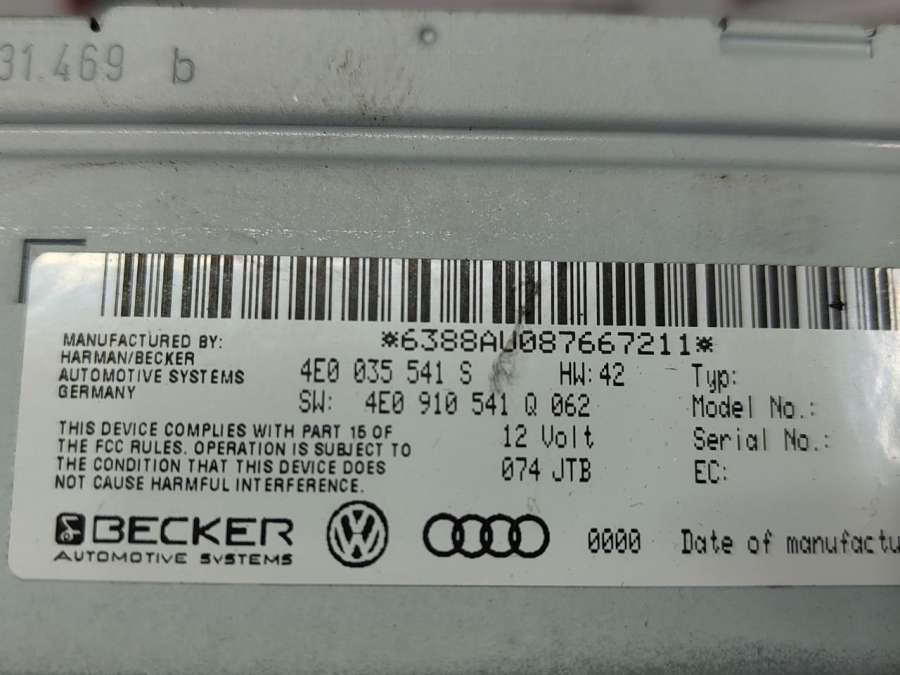 31.469 b
MANUFACTURED BY:
HARMAN/BECKER
AUTOMOTIVE SYSTEMS
GERMANY
*6388AU087667211*
4E0 035 541 S HW: 42
SW: 4E0 910 541 Q 062
12 Volt
074 JTB
Typ:
Model No.:
Serial No.:
EC:
THIS DEVICE COMPLIES WITH PART 15 OF
THE FCC RULES. OPERATION IS SUBJECT TO
THE CONDITION THAT THIS DEVICE DOES
NOT CAUSE HARMFUL INTERFERENCE.
BECKER
AUTOMOTIVE SYSTEMS
VW
0000 Date of manufactu